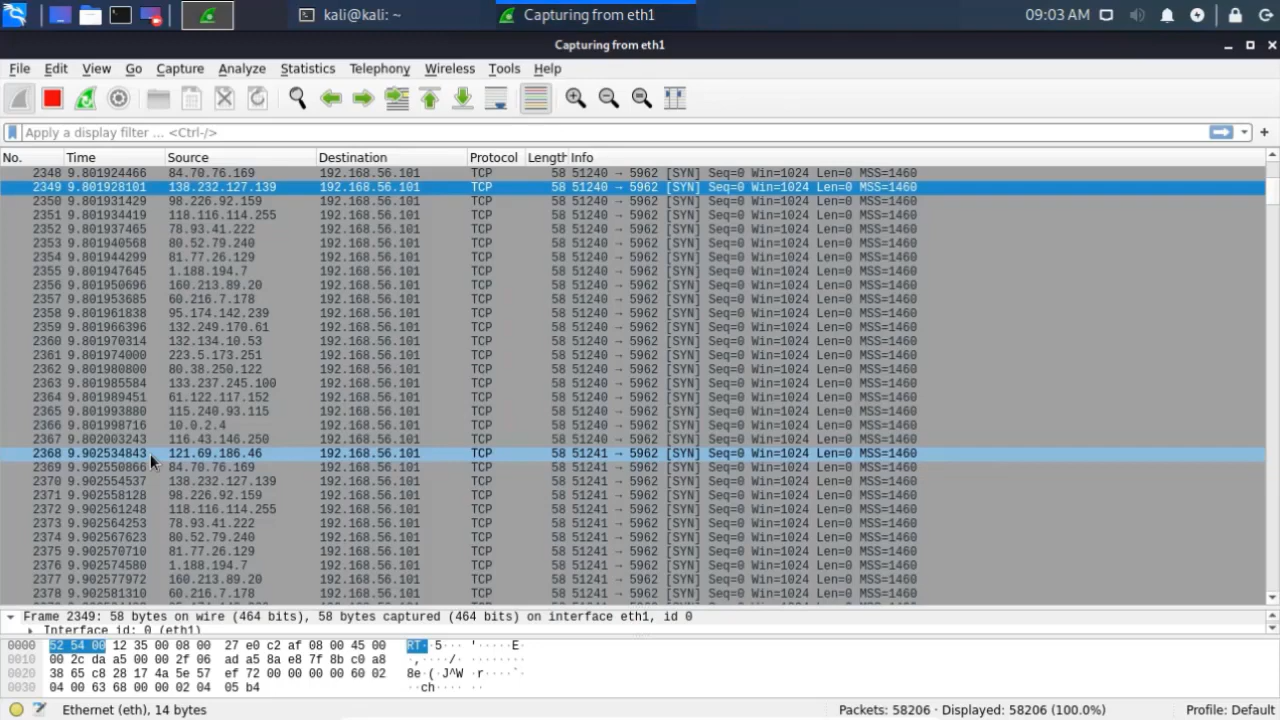 kali@kali: ~
Capturing from eth1
09:03 AM
Capturing from eth1
File Edit View Go Capture Analyze Statistics Telephony Wireless Tools Help
Apply a display filter ... <Ctrl-/>
No. Time Source Destination Protocol Length Info
2348 9.801924466 84.70.76.169 192.168.56.101 TCP 58 51240 → 5962 [SYN] Seq=0 Win=1024 Len=0 MSS=1460
2349 9.801928101 138.232.127.139 192.168.56.101 TCP 58 51240 → 5962 [SYN] Seq=0 Win=1024 Len=0 MSS=1460
2350 9.801931429 98.226.92.159 192.168.56.101 TCP 58 51240 → 5962 [SYN] Seq=0 Win=1024 Len=0 MSS=1460
2351 9.801934419 118.116.114.255 192.168.56.101 TCP 58 51240 → 5962 [SYN] Seq=0 Win=1024 Len=0 MSS=1460
2352 9.801937465 78.93.41.222 192.168.56.101 TCP 58 51240 → 5962 [SYN] Seq=0 Win=1024 Len=0 MSS=1460
2353 9.801940568 80.52.79.240 192.168.56.101 TCP 58 51240 → 5962 [SYN] Seq=0 Win=1024 Len=0 MSS=1460
2354 9.801944299 81.77.26.129 192.168.56.101 TCP 58 51240 → 5962 [SYN] Seq=0 Win=1024 Len=0 MSS=1460
2355 9.801947645 1.188.194.7 192.168.56.101 TCP 58 51240 → 5962 [SYN] Seq=0 Win=1024 Len=0 MSS=1460
2356 9.801950696 160.213.89.20 192.168.56.101 TCP 58 51240 → 5962 [SYN] Seq=0 Win=1024 Len=0 MSS=1460
2357 9.801953685 60.216.7.178 192.168.56.101 TCP 58 51240 → 5962 [SYN] Seq=0 Win=1024 Len=0 MSS=1460
2358 9.801961838 95.174.142.239 192.168.56.101 TCP 58 51240 → 5962 [SYN] Seq=0 Win=1024 Len=0 MSS=1460
2359 9.801966396 132.249.170.61 192.168.56.101 TCP 58 51240 → 5962 [SYN] Seq=0 Win=1024 Len=0 MSS=1460
2360 9.801970314 132.134.10.53 192.168.56.101 TCP 58 51240 → 5962 [SYN] Seq=0 Win=1024 Len=0 MSS=1460
2361 9.801974000 223.5.173.251 192.168.56.101 TCP 58 51240 → 5962 [SYN] Seq=0 Win=1024 Len=0 MSS=1460
2362 9.801980800 80.38.250.122 192.168.56.101 TCP 58 51240 → 5962 [SYN] Seq=0 Win=1024 Len=0 MSS=1460
2363 9.801985584 133.237.245.100 192.168.56.101 TCP 58 51240 → 5962 [SYN] Seq=0 Win=1024 Len=0 MSS=1460
2364 9.801989451 61.122.117.152 192.168.56.101 TCP 58 51240 → 5962 [SYN] Seq=0 Win=1024 Len=0 MSS=1460
2365 9.801993880 115.240.93.115 192.168.56.101 TCP 58 51240 → 5962 [SYN] Seq=0 Win=1024 Len=0 MSS=1460
2366 9.801998716 10.0.2.4 192.168.56.101 TCP 58 51240 → 5962 [SYN] Seq=0 Win=1024 Len=0 MSS=1460
2367 9.802003243 116.43.146.250 192.168.56.101 TCP 58 51240 → 5962 [SYN] Seq=0 Win=1024 Len=0 MSS=1460
2368 9.902534843 121.69.186.46 192.168.56.101 TCP 58 51241 → 5962 [SYN] Seq=0 Win=1024 Len=0 MSS=1460
2369 9.902550866 84.70.76.169 192.168.56.101 TCP 58 51241 → 5962 [SYN] Seq=0 Win=1024 Len=0 MSS=1460
2370 9.902554537 138.232.127.139 192.168.56.101 TCP 58 51241 → 5962 [SYN] Seq=0 Win=1024 Len=0 MSS=1460
2371 9.902558128 98.226.92.159 192.168.56.101 TCP 58 51241 → 5962 [SYN] Seq=0 Win=1024 Len=0 MSS=1460
2372 9.902561248 118.116.114.255 192.168.56.101 TCP 58 51241 → 5962 [SYN] Seq=0 Win=1024 Len=0 MSS=1460
2373 9.902564253 78.93.41.222 192.168.56.101 TCP 58 51241 → 5962 [SYN] Seq=0 Win=1024 Len=0 MSS=1460
2374 9.902567623 80.52.79.240 192.168.56.101 TCP 58 51241 → 5962 [SYN] Seq=0 Win=1024 Len=0 MSS=1460
2375 9.902570710 81.77.26.129 192.168.56.101 TCP 58 51241 → 5962 [SYN] Seq=0 Win=1024 Len=0 MSS=1460
2376 9.902574580 1.188.194.7 192.168.56.101 TCP 58 51241 → 5962 [SYN] Seq=0 Win=1024 Len=0 MSS=1460
2377 9.902577972 160.213.89.20 192.168.56.101 TCP 58 51241 → 5962 [SYN] Seq=0 Win=1024 Len=0 MSS=1460
2378 9.902581310 60.216.7.178 192.168.56.101 TCP 58 51241 → 5962 [SYN] Seq=0 Win=1024 Len=0 MSS=1460
Frame 2349: 58 bytes on wire (464 bits), 58 bytes captured (464 bits) on interface eth1, id 0
Interface id: 0 (eth1)
0000 52 54 00 12 35 00 08 00 27 e0 c2 af 08 00 45 00 RT··5···'·····E·
0010 00 2c da a5 00 00 2f 06 ad a5 8a e8 7f 8b c0 a8 ·,····/·········
0020 38 65 c8 28 17 4a 5e 57 ef 72 00 00 00 00 60 02 8e·(·J^W·r····`·
0030 04 00 63 68 00 00 02 04 05 b4 ··ch······
Ethernet (eth), 14 bytes
Packets: 58206 · Displayed: 58206 (100.0%)
Profile: Default